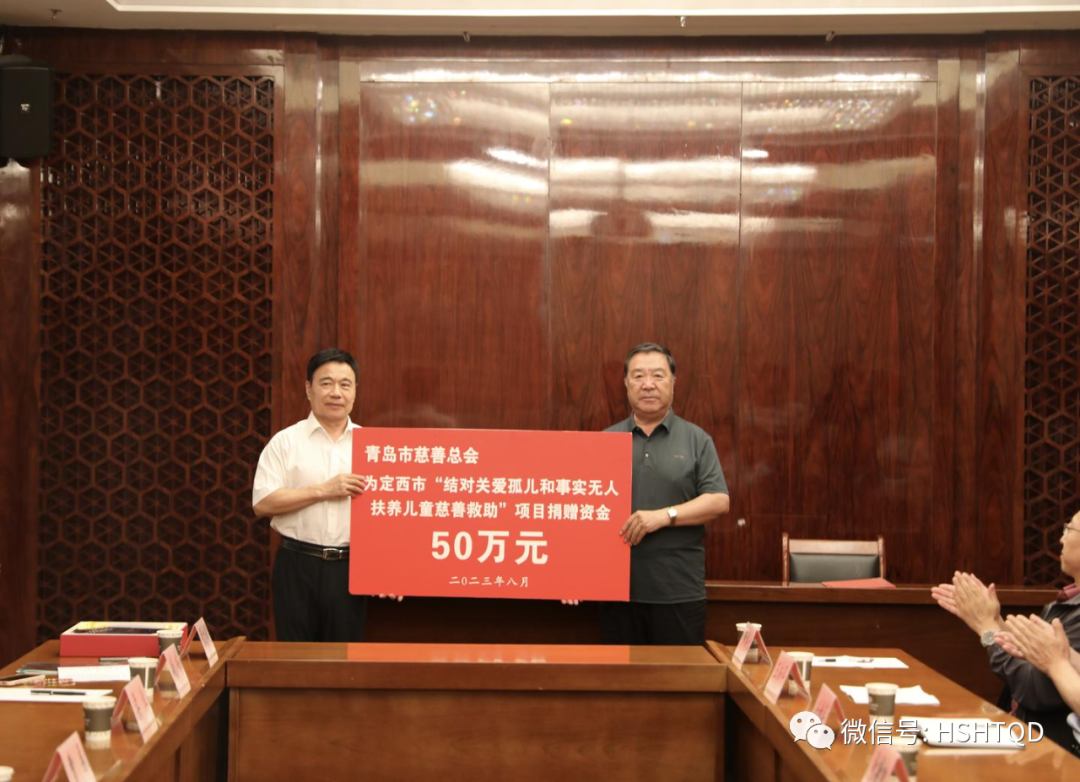 青岛市慈善总会
为定西市“结对关爱孤儿和事实无人
扶养儿童慈善救助”项目捐赠资金
50万元
二〇二三年八月
微信号: HSHTQD